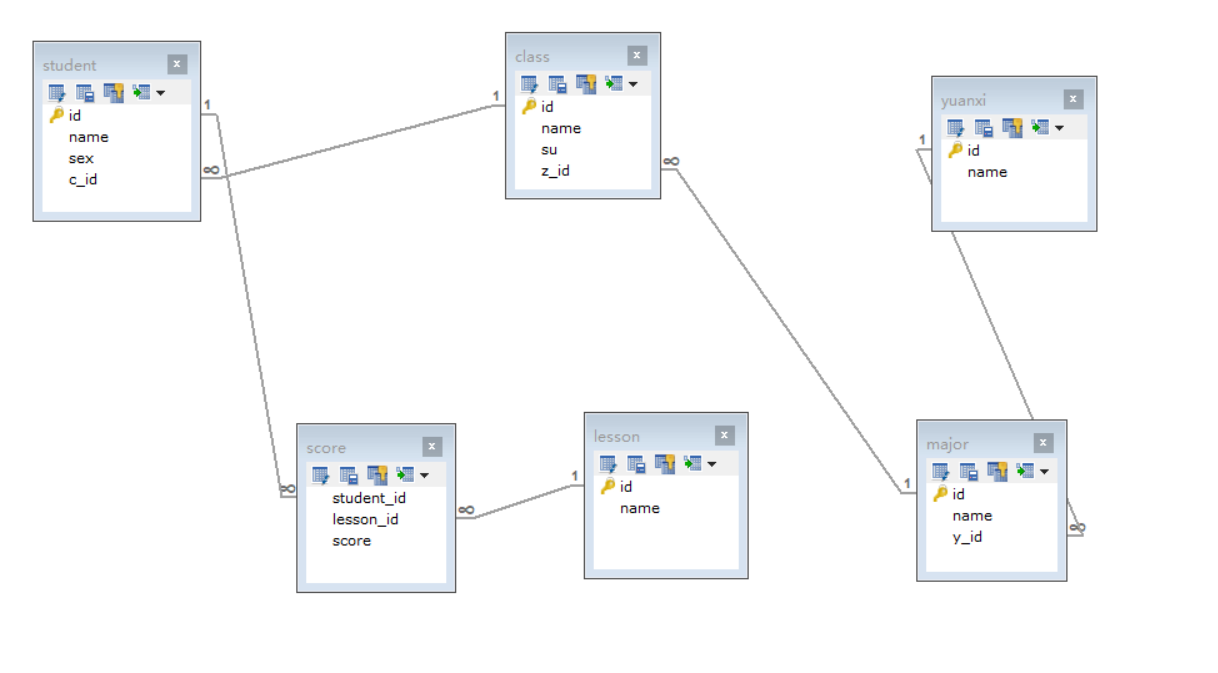 student
id
name
sex
c_id
1
∞
class
id
name
su
z_id
1
∞
yuanxi
id
name
1
score
student_id
lesson_id
score
∞
∞
lesson
id
name
1
major
id
name
y_id
1
∞